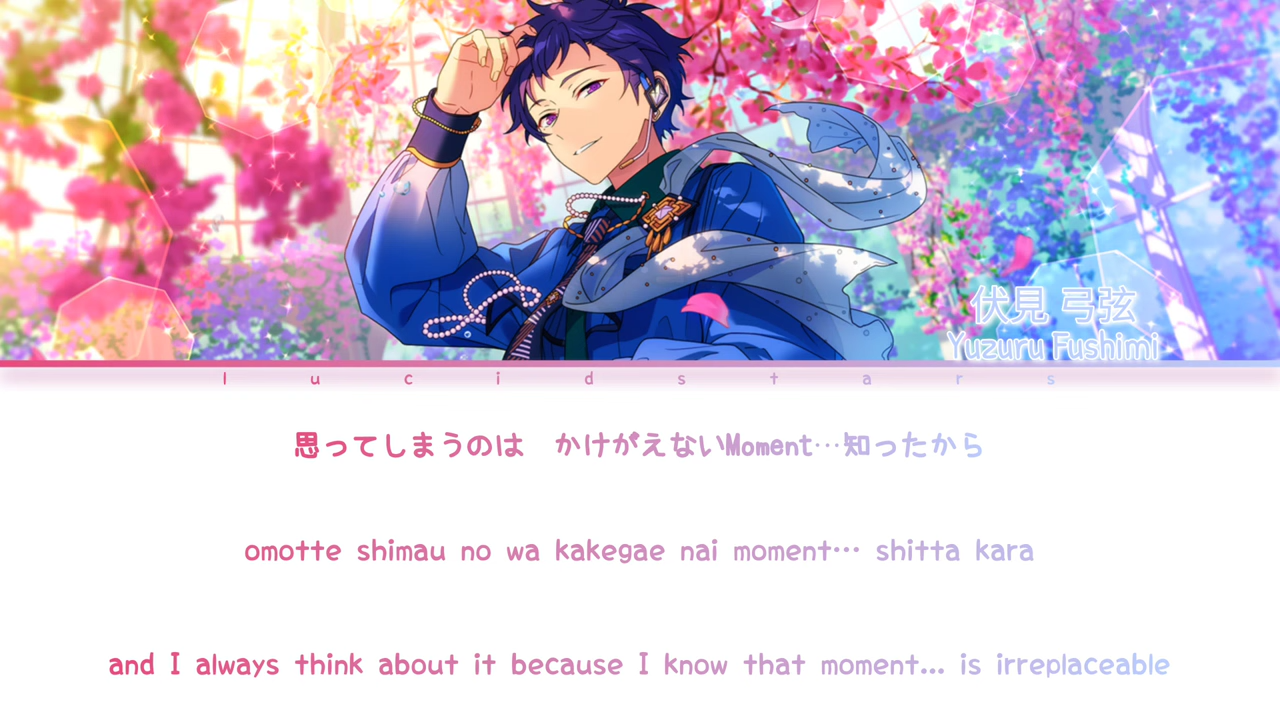 伏見 弓弦
Yuzuru Fushimi
l u c i d s t a r s
思ってしまうのは　かけがえないMoment…知ったから
omotte shimau no wa kakegae nai moment… shitta kara
and I always think about it because I know that moment... is irreplaceable